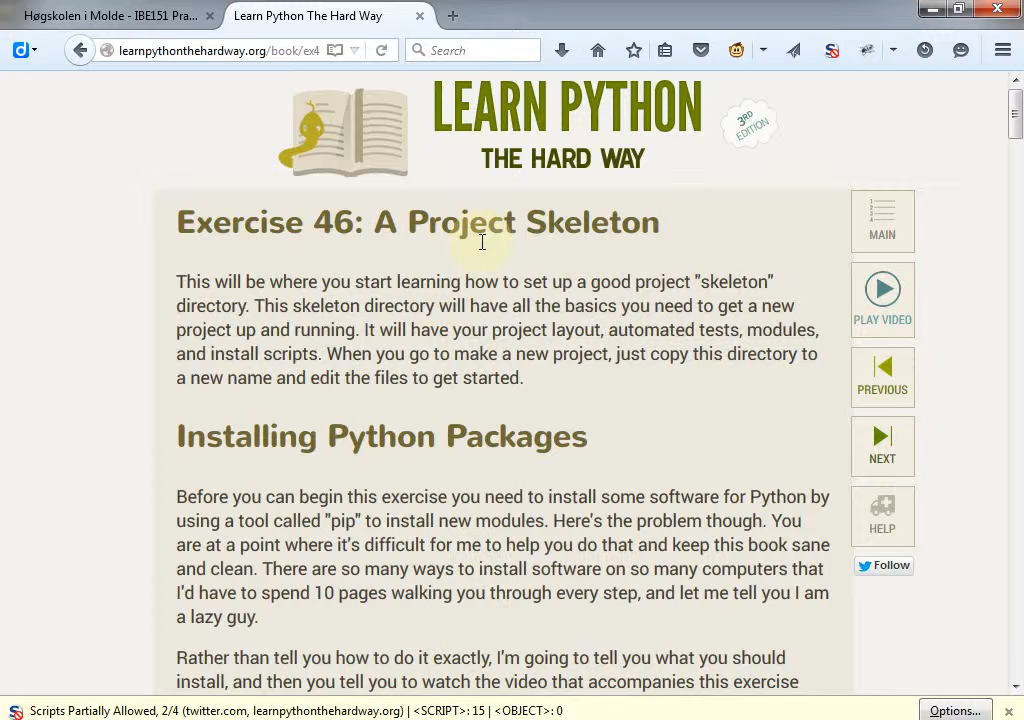 Høgskolen i Molde - IBE151 Pra...
Learn Python The Hard Way
learnpythonthehardway.org/book/ex4
Search
LEARN PYTHON
THE HARD WAY
3RD
EDITION
Exercise 46: A Project Skeleton
This will be where you start learning how to set up a good project "skeleton"
directory. This skeleton directory will have all the basics you need to get a new
project up and running. It will have your project layout, automated tests, modules,
and install scripts. When you go to make a new project, just copy this directory to
a new name and edit the files to get started.
Installing Python Packages
Before you can begin this exercise you need to install some software for Python by
using a tool called "pip" to install new modules. Here's the problem though. You
are at a point where it's difficult for me to help you do that and keep this book sane
and clean. There are so many ways to install software on so many computers that
I'd have to spend 10 pages walking you through every step, and let me tell you I am
a lazy guy.
Rather than tell you how to do it exactly, I'm going to tell you what you should
install, and then you tell you to watch the video that accompanies this exercise
MAIN
PLAY VIDEO
PREVIOUS
NEXT
HELP
Follow
Scripts Partially Allowed, 2/4 (twitter.com, learnpythonthehardway.org) | <SCRIPT>: 15 | <OBJECT>: 0
Options...